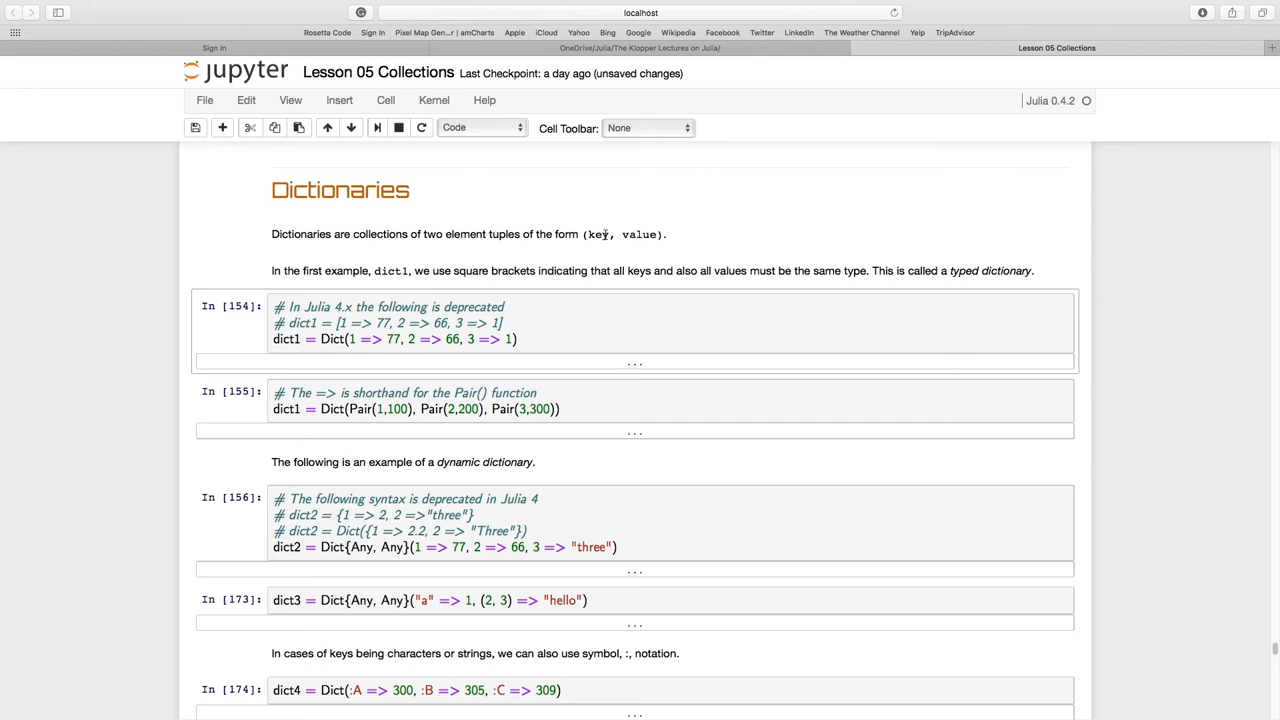 localhost
Rosetta Code Sign In Pixel Map Gen...r | amCharts Apple iCloud Yahoo Bing Google Wikipedia Facebook Twitter LinkedIn The Weather Channel Yelp TripAdvisor
Sign In OneDrive/Julia/The Klopper Lectures on Julia/ Lesson 05 Collections
jupyter Lesson 05 Collections Last Checkpoint: a day ago (unsaved changes)
File Edit View Insert Cell Kernel Help Julia 0.4.2
Code Cell Toolbar: None
Dictionaries
Dictionaries are collections of two element tuples of the form (key, value).
In the first example, dict1, we use square brackets indicating that all keys and also all values must be the same type. This is called a typed dictionary.
In [154]: # In Julia 4.x the following is deprecated
# dict1 = [1 => 77, 2 => 66, 3 => 1]
dict1 = Dict(1 => 77, 2 => 66, 3 => 1)
...
In [155]: # The => is shorthand for the Pair() function
dict1 = Dict(Pair(1,100), Pair(2,200), Pair(3,300))
...
The following is an example of a dynamic dictionary.
In [156]: # The following syntax is deprecated in Julia 4
# dict2 = {1 => 2, 2 =>"three"}
# dict2 = Dict({1 => 2.2, 2 => "Three"})
dict2 = Dict{Any, Any}(1 => 77, 2 => 66, 3 => "three")
...
In [173]: dict3 = Dict{Any, Any}("a" => 1, (2, 3) => "hello")
...
In cases of keys being characters or strings, we can also use symbol, :, notation.
In [174]: dict4 = Dict(:A => 300, :B => 305, :C => 309)
...